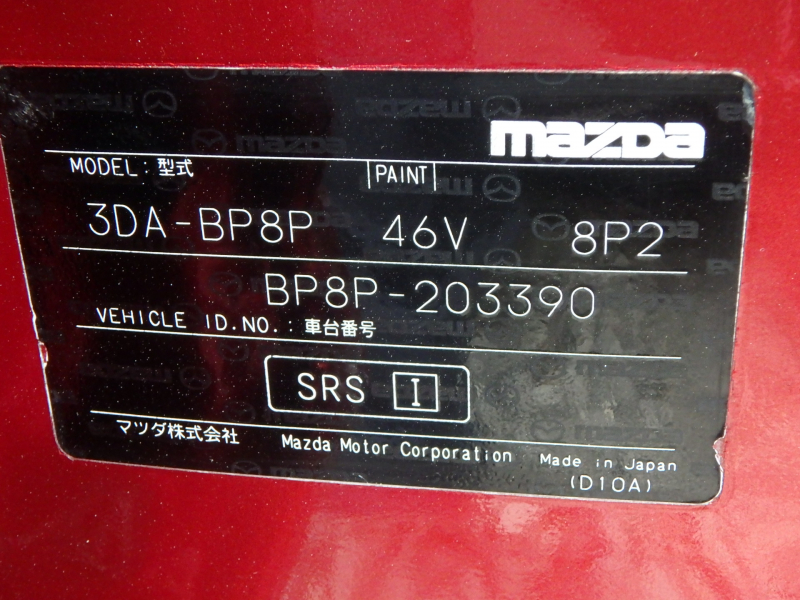 mazda
MODEL：型式 PAINT
3DA-BP8P 46V 8P2
BP8P-203390
VEHICLE ID.NO.：車台番号
SRS I
マツダ株式会社 Mazda Motor Corporation Made in Japan
(D10A)